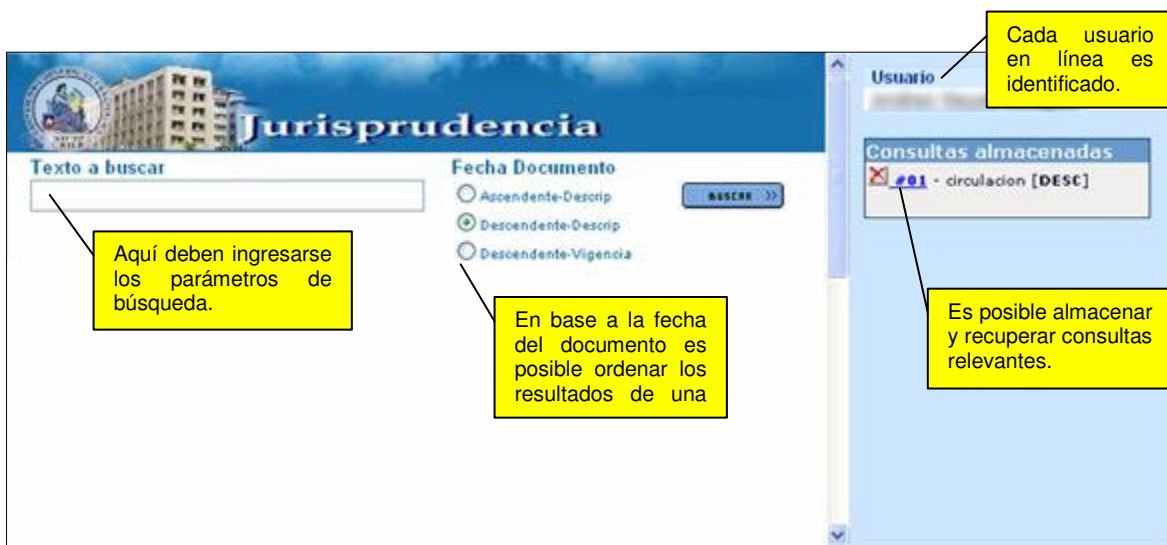 Cada usuario
en línea es
identificado.
Usuario
Jurisprudencia
Consultas almacenadas
#01 - circulacion [DESC]
Texto a buscar
Fecha Documento
Ascendente-Descrip
BUSCAR >>
Descendente-Descrip
Descendente-Vigencia
Aquí deben ingresarse
los parámetros de
búsqueda.
En base a la fecha
del documento es
posible ordenar los
resultados de una
Es posible almacenar
y recuperar consultas
relevantes.